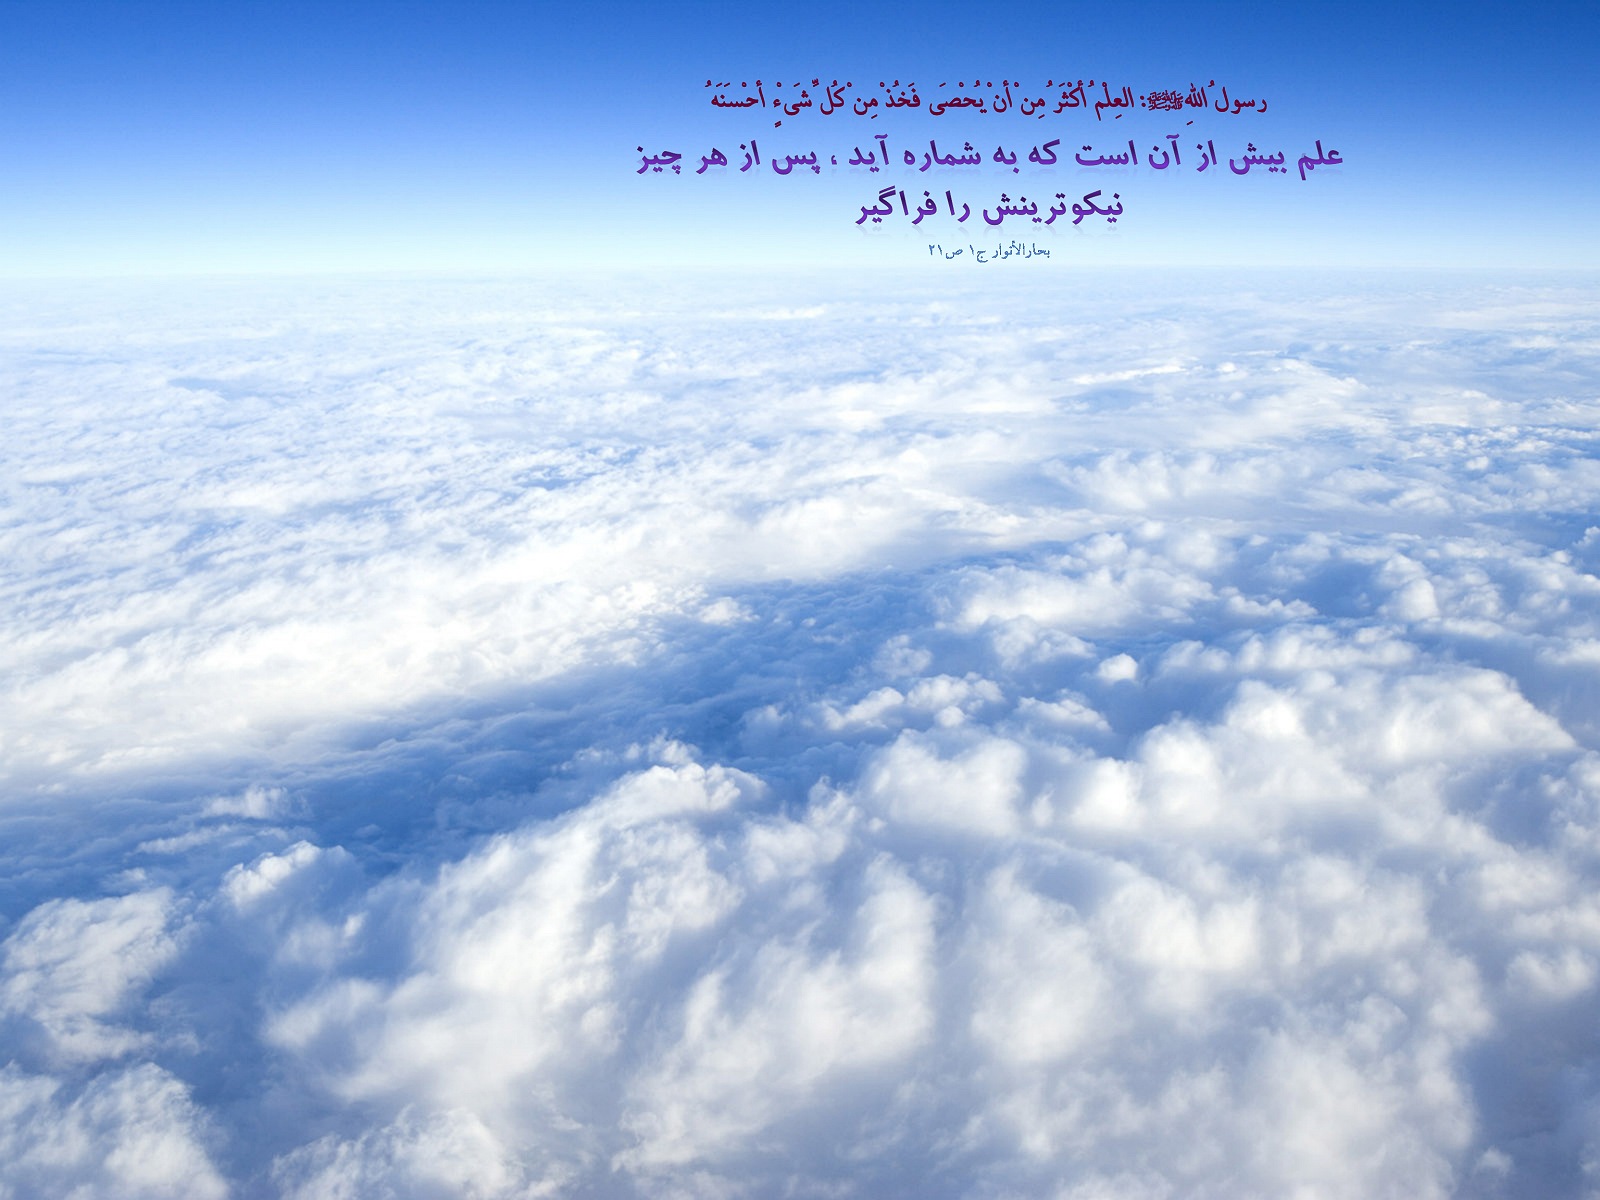 رسولُ اللهِ ﷺ: العِلْمُ أكْثَرُ مِنْ أنْ يُحْصَى فَخُذْ مِنْ كُلِّ شَىْءٍ أحْسَنَهُ
علم بیش از آن است که به شماره آید ، پس از هر چیز
نیکوترینش را فراگیر
بحارالأنوار ج۱ ص۲۱